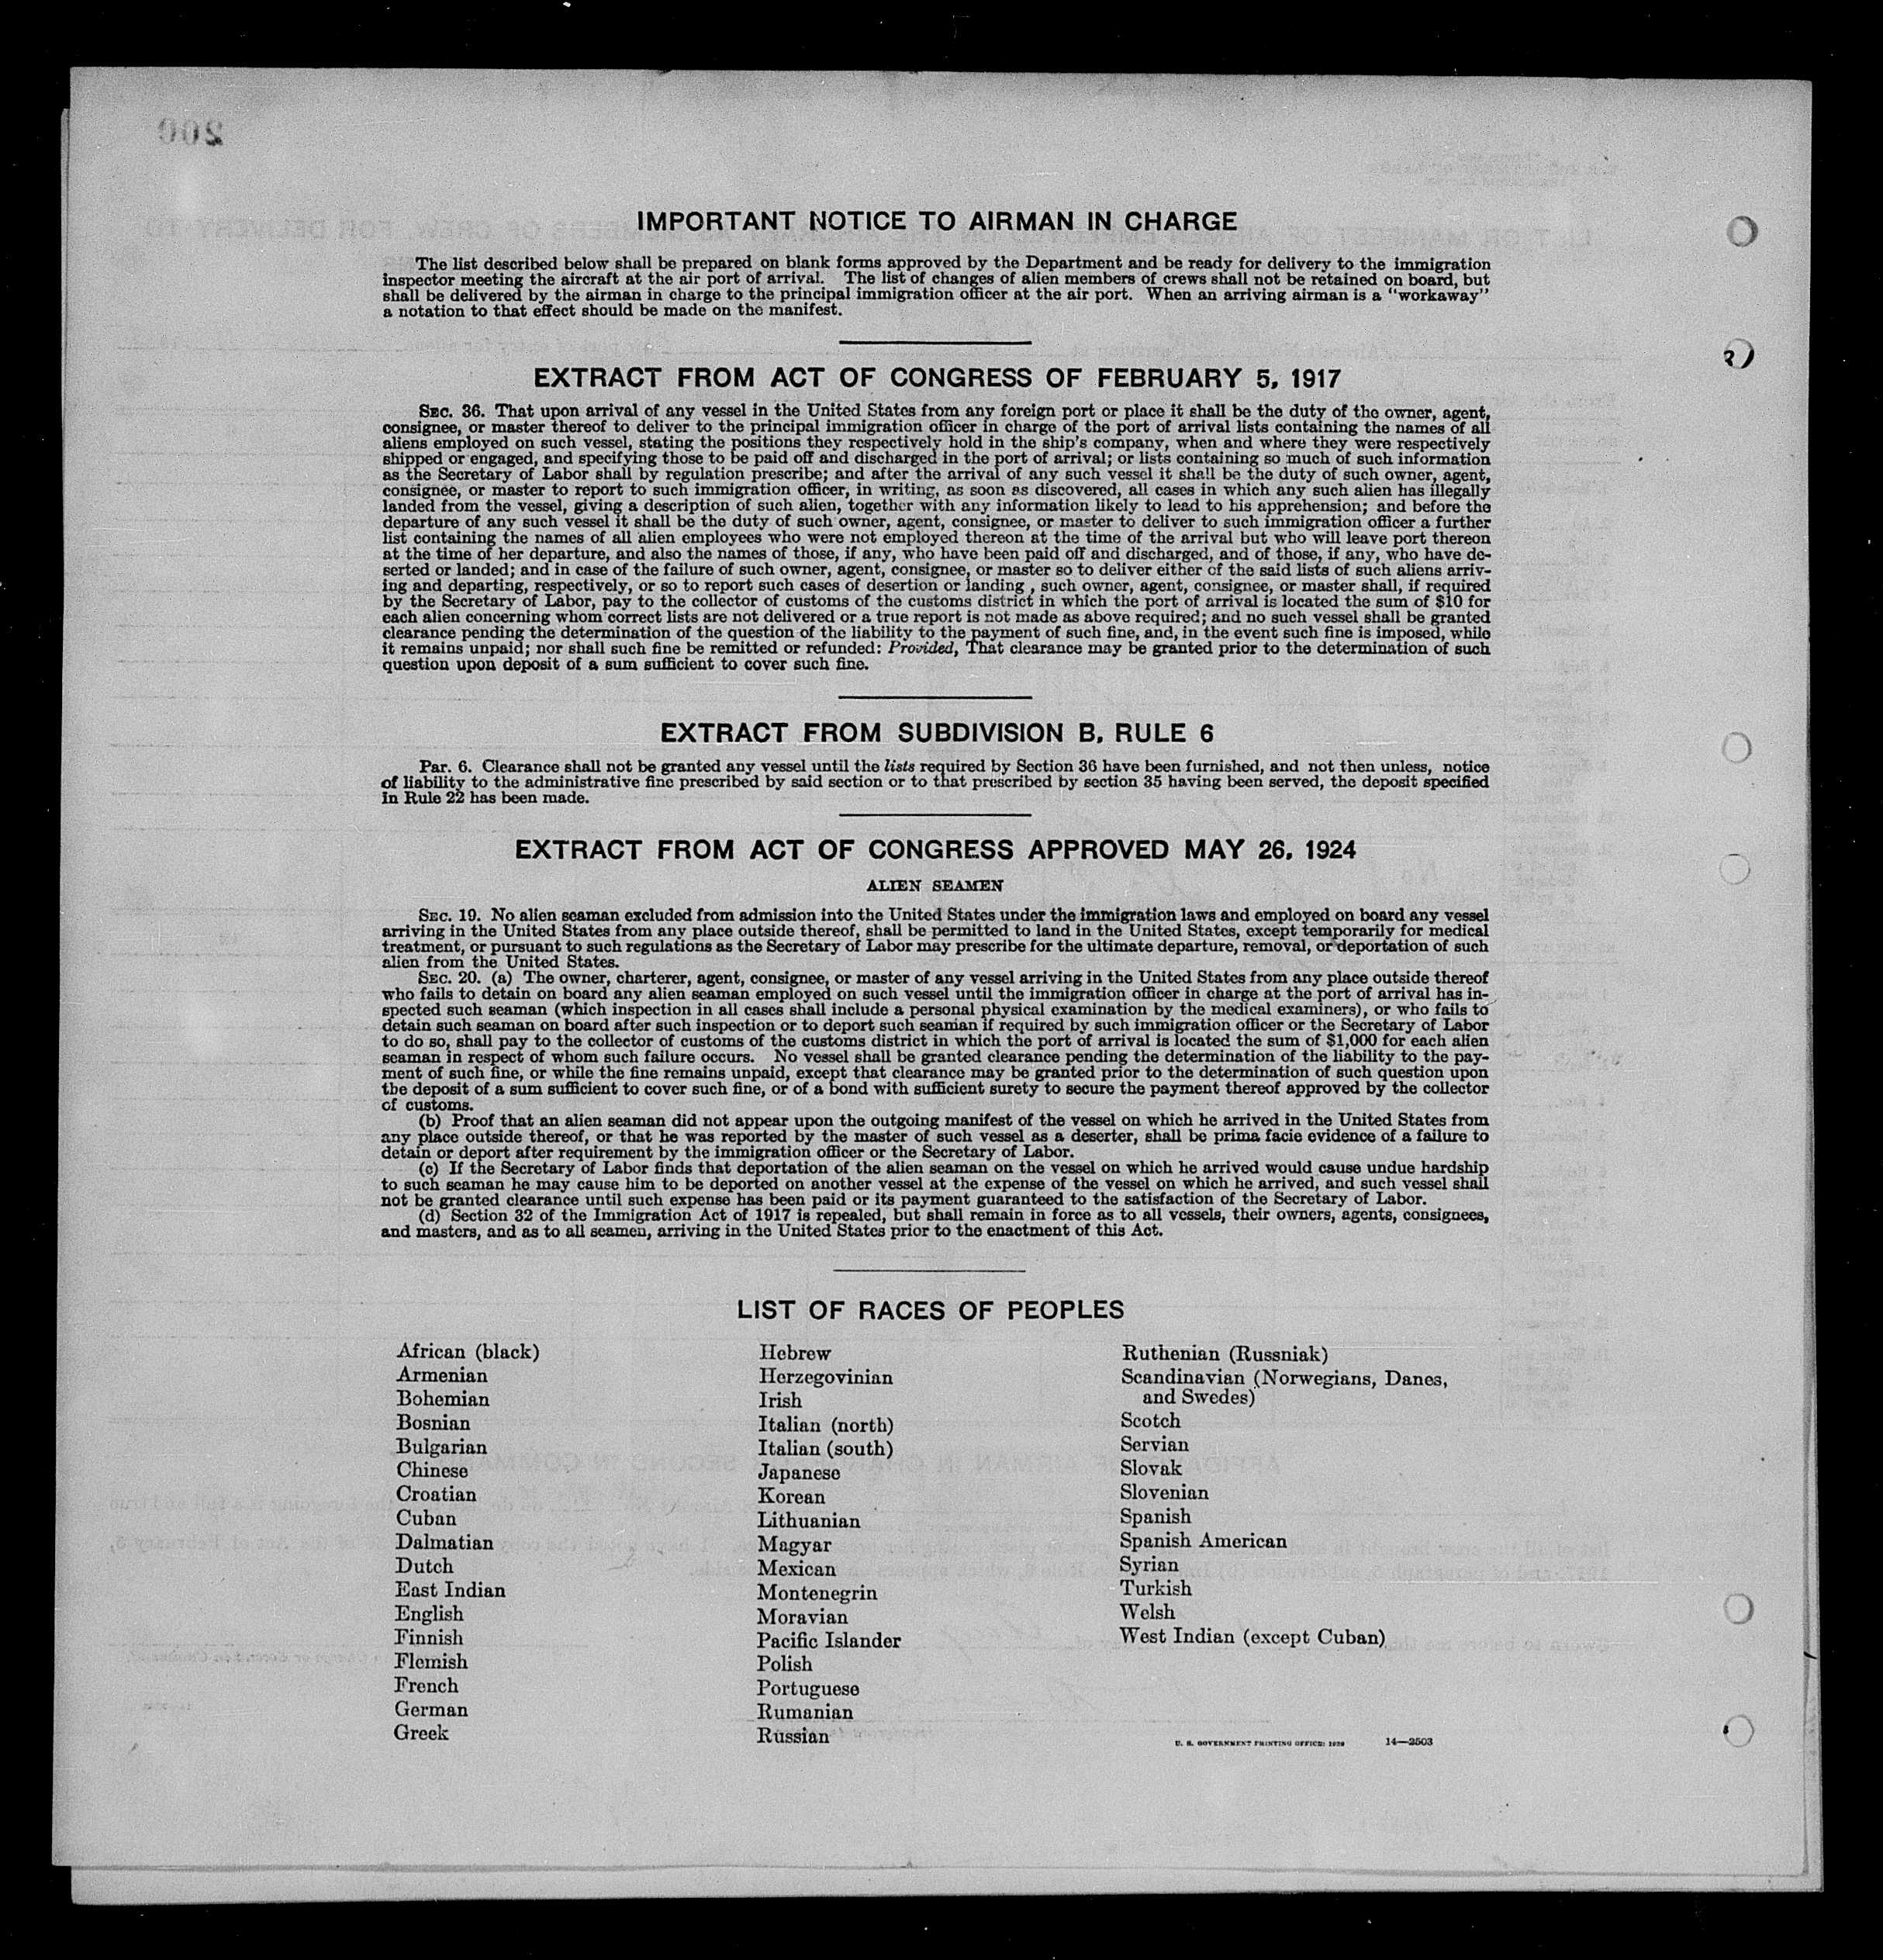 200
IMPORTANT NOTICE TO AIRMAN IN CHARGE
The list described below shall be prepared on blank forms approved by the Department and be ready for delivery to the immigration
inspector meeting the aircraft at the air port of arrival. The list of changes of alien members of crews shall not be retained on board, but
shall be delivered by the airman in charge to the principal immigration officer at the air port. When an arriving airman is a "workaway"
a notation to that effect should be made on the manifest.
EXTRACT FROM ACT OF CONGRESS OF FEBRUARY 5, 1917
SEC. 36. That upon arrival of any vessel in the United States from any foreign port or place it shall be the duty of the owner, agent,
consignee, or master thereof to deliver to the principal immigration officer in charge of the port of arrival lists containing the names of all
aliens employed on such vessel, stating the positions they respectively hold in the ship's company, when and where they were respectively
shipped or engaged, and specifying those to be paid off and discharged in the port of arrival; or lists containing so much of such information
as the Secretary of Labor shall by regulation prescribe; and after the arrival of any such vessel it shall be the duty of such owner, agent,
consignee, or master to report to such immigration officer, in writing, as soon as discovered, all cases in which any such alien has illegally
landed from the vessel, giving a description of such alien, together with any information likely to lead to his apprehension; and before the
departure of any such vessel it shall be the duty of such owner, agent, consignee, or master to deliver to such immigration officer a further
list containing the names of all alien employees who were not employed thereon at the time of the arrival but who will leave port thereon
at the time of her departure, and also the names of those, if any, who have been paid off and discharged, and of those, if any, who have de-
serted or landed; and in case of the failure of such owner, agent, consignee, or master so to deliver either of the said lists of such aliens arriv-
ing and departing, respectively, or so to report such cases of desertion or landing , such owner, agent, consignee, or master shall, if required
by the Secretary of Labor, pay to the collector of customs of the customs district in which the port of arrival is located the sum of $10 for
each alien concerning whom correct lists are not delivered or a true report is not made as above required; and no such vessel shall be granted
clearance pending the determination of the question of the liability to the payment of such fine, and, in the event such fine is imposed, while
it remains unpaid; nor shall such fine be remitted or refunded: Provided, That clearance may be granted prior to the determination of such
question upon deposit of a sum sufficient to cover such fine.
EXTRACT FROM SUBDIVISION B, RULE 6
Par. 6. Clearance shall not be granted any vessel until the lists required by Section 36 have been furnished, and not then unless, notice
of liability to the administrative fine prescribed by said section or to that prescribed by section 35 having been served, the deposit specified
in Rule 22 has been made.
EXTRACT FROM ACT OF CONGRESS APPROVED MAY 26, 1924
ALIEN SEAMEN
SEC. 19. No alien seaman excluded from admission into the United States under the immigration laws and employed on board any vessel
arriving in the United States from any place outside thereof, shall be permitted to land in the United States, except temporarily for medical
treatment, or pursuant to such regulations as the Secretary of Labor may prescribe for the ultimate departure, removal, or deportation of such
alien from the United States.
SEC. 20. (a) The owner, charterer, agent, consignee, or master of any vessel arriving in the United States from any place outside thereof
who fails to detain on board any alien seaman employed on such vessel until the immigration officer in charge at the port of arrival has in-
spected such seaman (which inspection in all cases shall include a personal physical examination by the medical examiners), or who fails to
detain such seaman on board after such inspection or to deport such seaman if required by such immigration officer or the Secretary of Labor
to do so, shall pay to the collector of customs of the customs district in which the port of arrival is located the sum of $1,000 for each alien
seaman in respect of whom such failure occurs. No vessel shall be granted clearance pending the determination of the liability to the pay-
ment of such fine, or while the fine remains unpaid, except that clearance may be granted prior to the determination of such question upon
the deposit of a sum sufficient to cover such fine, or of a bond with sufficient surety to secure the payment thereof approved by the collector
of customs.
(b) Proof that an alien seaman did not appear upon the outgoing manifest of the vessel on which he arrived in the United States from
any place outside thereof, or that he was reported by the master of such vessel as a deserter, shall be prima facie evidence of a failure to
detain or deport after requirement by the immigration officer or the Secretary of Labor.
(c) If the Secretary of Labor finds that deportation of the alien seaman on the vessel on which he arrived would cause undue hardship
to such seaman he may cause him to be deported on another vessel at the expense of the vessel on which he arrived, and such vessel shall
not be granted clearance until such expense has been paid or its payment guaranteed to the satisfaction of the Secretary of Labor.
(d) Section 32 of the Immigration Act of 1917 is repealed, but shall remain in force as to all vessels, their owners, agents, consignees,
and masters, and as to all seamen, arriving in the United States prior to the enactment of this Act.
LIST OF RACES OF PEOPLES
African (black)
Armenian
Bohemian
Bosnian
Bulgarian
Chinese
Croatian
Cuban
Dalmatian
Dutch
East Indian
English
Finnish
Flemish
French
German
Greek
Hebrew
Herzegovinian
Irish
Italian (north)
Italian (south)
Japanese
Korean
Lithuanian
Magyar
Mexican
Montenegrin
Moravian
Pacific Islander
Polish
Portuguese
Rumanian
Russian
Ruthenian (Russniak)
Scandinavian (Norwegians, Danes,
and Swedes)
Scotch
Servian
Slovak
Slovenian
Spanish
Spanish American
Syrian
Turkish
Welsh
West Indian (except Cuban)
U. S. GOVERNMENT PRINTING OFFICE: 1929 14—2503